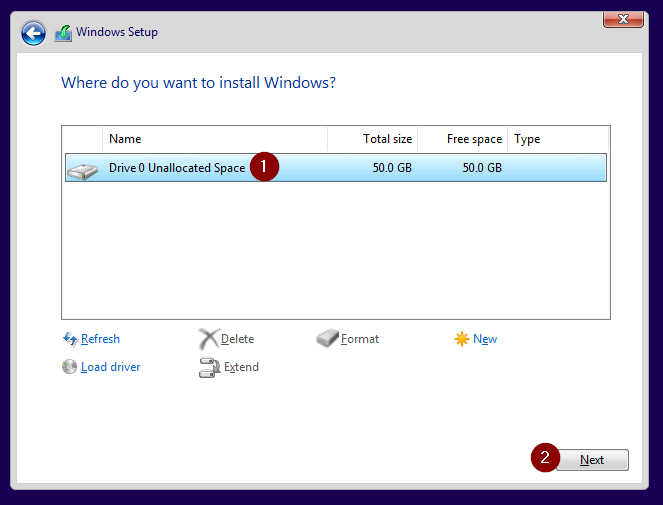 Windows Setup
Where do you want to install Windows?
Name Total size Free space Type
Drive 0 Unallocated Space 1 50.0 GB 50.0 GB
Refresh Delete Format New
Load driver Extend
2 Next